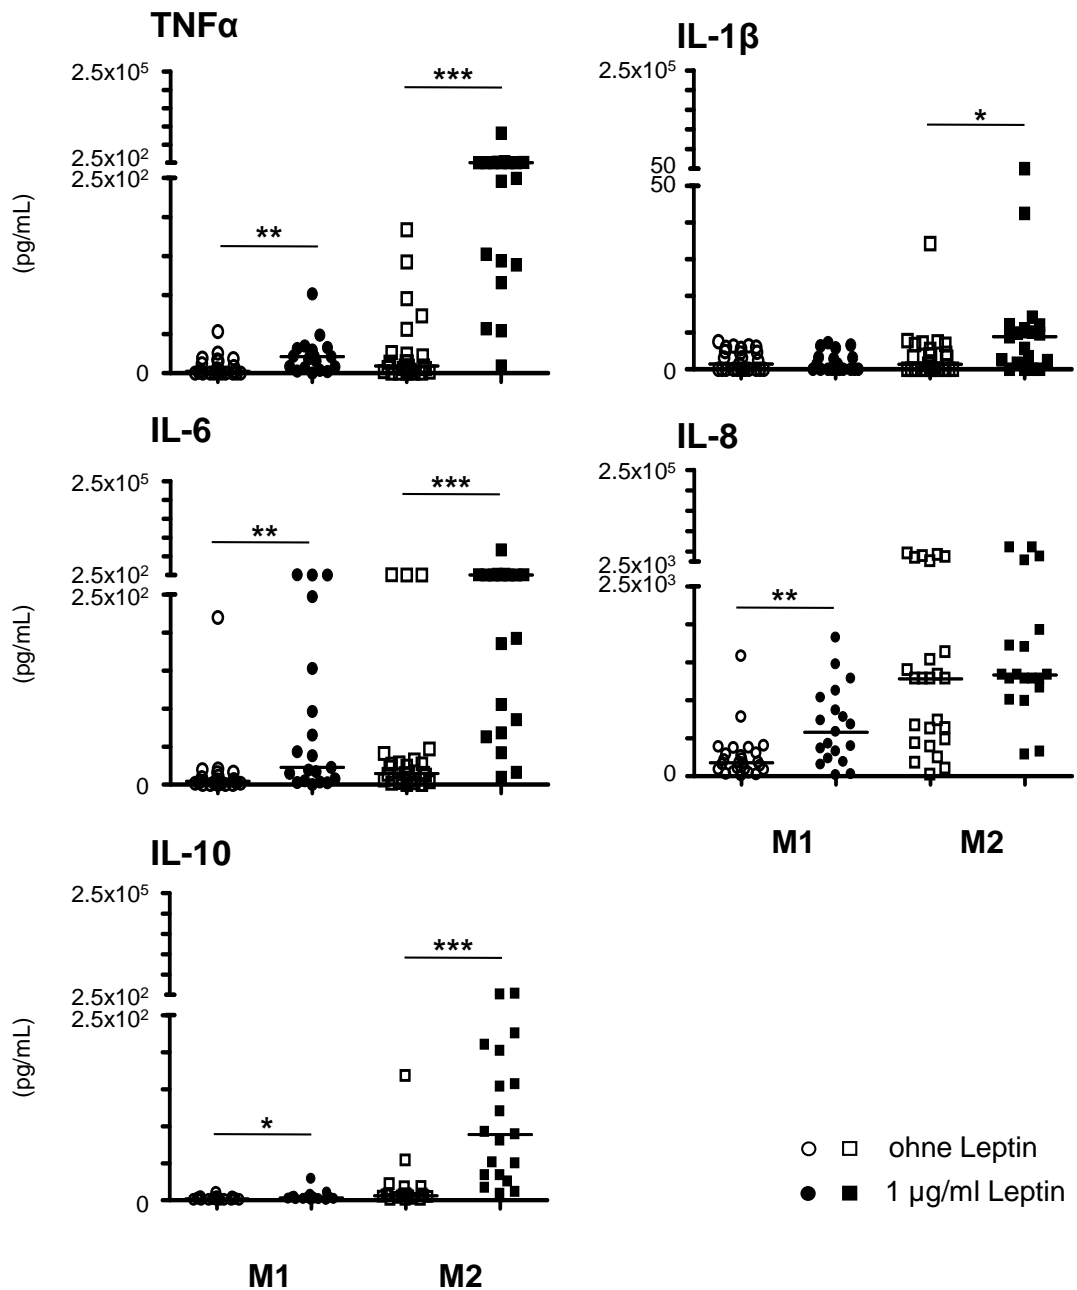 TNFα
2.5x10⁵
2.5x10²
2.5x10²
0
(pg/mL)
**
***
IL-1β
2.5x10⁵
50
50
0
*
IL-6
2.5x10⁵
2.5x10²
2.5x10²
0
(pg/mL)
**
***
IL-8
2.5x10⁵
2.5x10³
2.5x10³
0
**
M1 M2
IL-10
2.5x10⁵
2.5x10²
2.5x10²
0
(pg/mL)
*
***
M1 M2
ohne Leptin
1 µg/ml Leptin